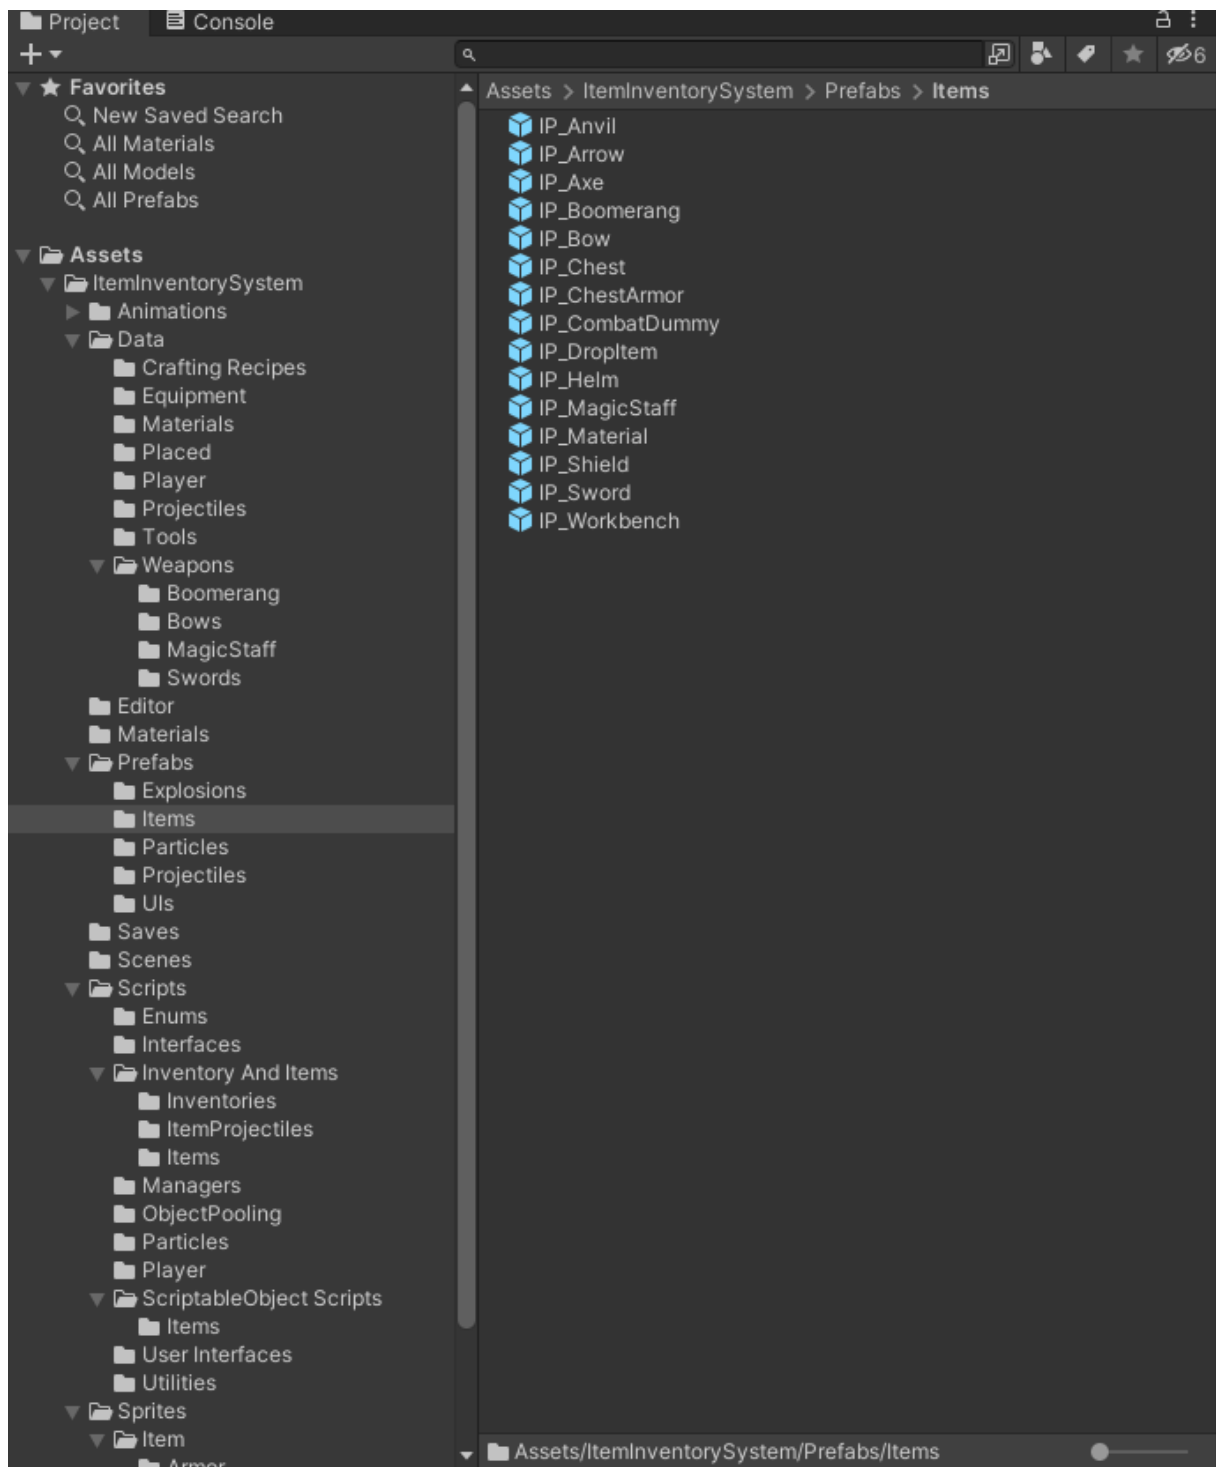 Project
Console
6
Favorites
New Saved Search
All Materials
All Models
All Prefabs
Assets
ItemInventorySystem
Animations
Data
Crafting Recipes
Equipment
Materials
Placed
Player
Projectiles
Tools
Weapons
Boomerang
Bows
MagicStaff
Swords
Editor
Materials
Prefabs
Explosions
Items
Particles
Projectiles
UIs
Saves
Scenes
Scripts
Enums
Interfaces
Inventory And Items
Inventories
ItemProjectiles
Items
Managers
ObjectPooling
Particles
Player
ScriptableObject Scripts
Items
User Interfaces
Utilities
Sprites
Item
Armor
Assets > ItemInventorySystem > Prefabs > Items
IP_Anvil
IP_Arrow
IP_Axe
IP_Boomerang
IP_Bow
IP_Chest
IP_ChestArmor
IP_CombatDummy
IP_DropItem
IP_Helm
IP_MagicStaff
IP_Material
IP_Shield
IP_Sword
IP_Workbench
Assets/ItemInventorySystem/Prefabs/Items